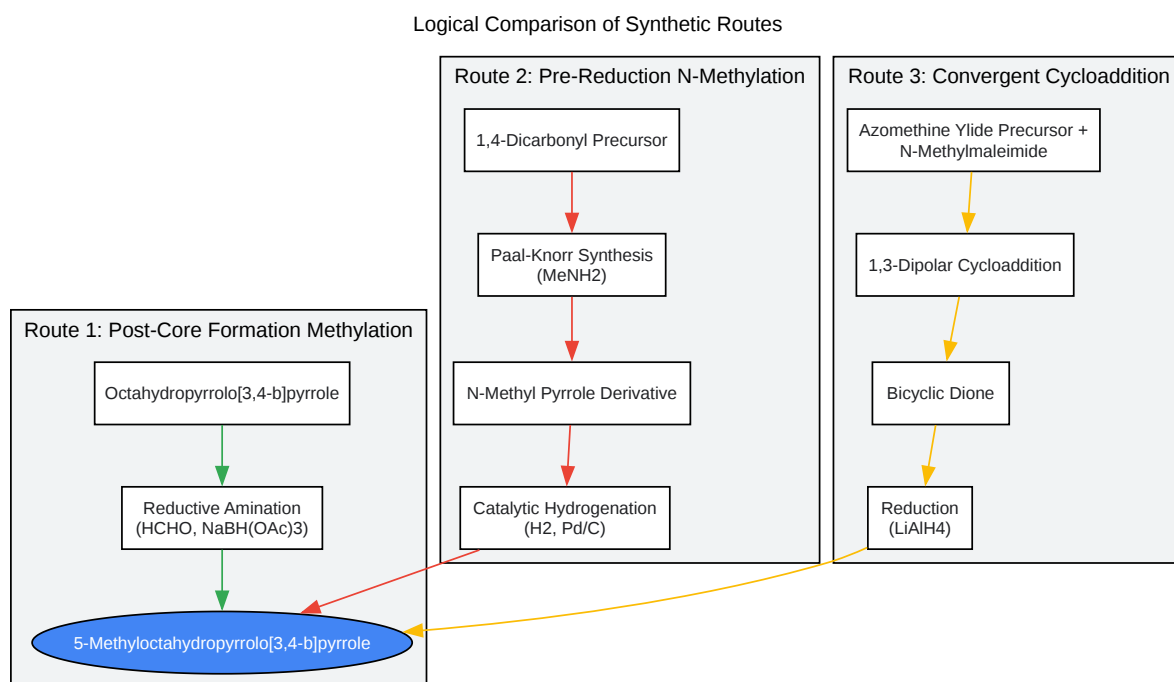 Logical Comparison of Synthetic Routes
Route 1: Post-Core Formation Methylation
Octahydropyrrolo[3,4-b]pyrrole
Reductive Amination
(HCHO, NaBH(OAc)3)
5-Methyloctahydropyrrolo[3,4-b]pyrrole
Route 2: Pre-Reduction N-Methylation
1,4-Dicarbonyl Precursor
Paal-Knorr Synthesis
(MeNH2)
N-Methyl Pyrrole Derivative
Catalytic Hydrogenation
(H2, Pd/C)
Route 3: Convergent Cycloaddition
Azomethine Ylide Precursor +
N-Methylmaleimide
1,3-Dipolar Cycloaddition
Bicyclic Dione
Reduction
(LiAlH4)